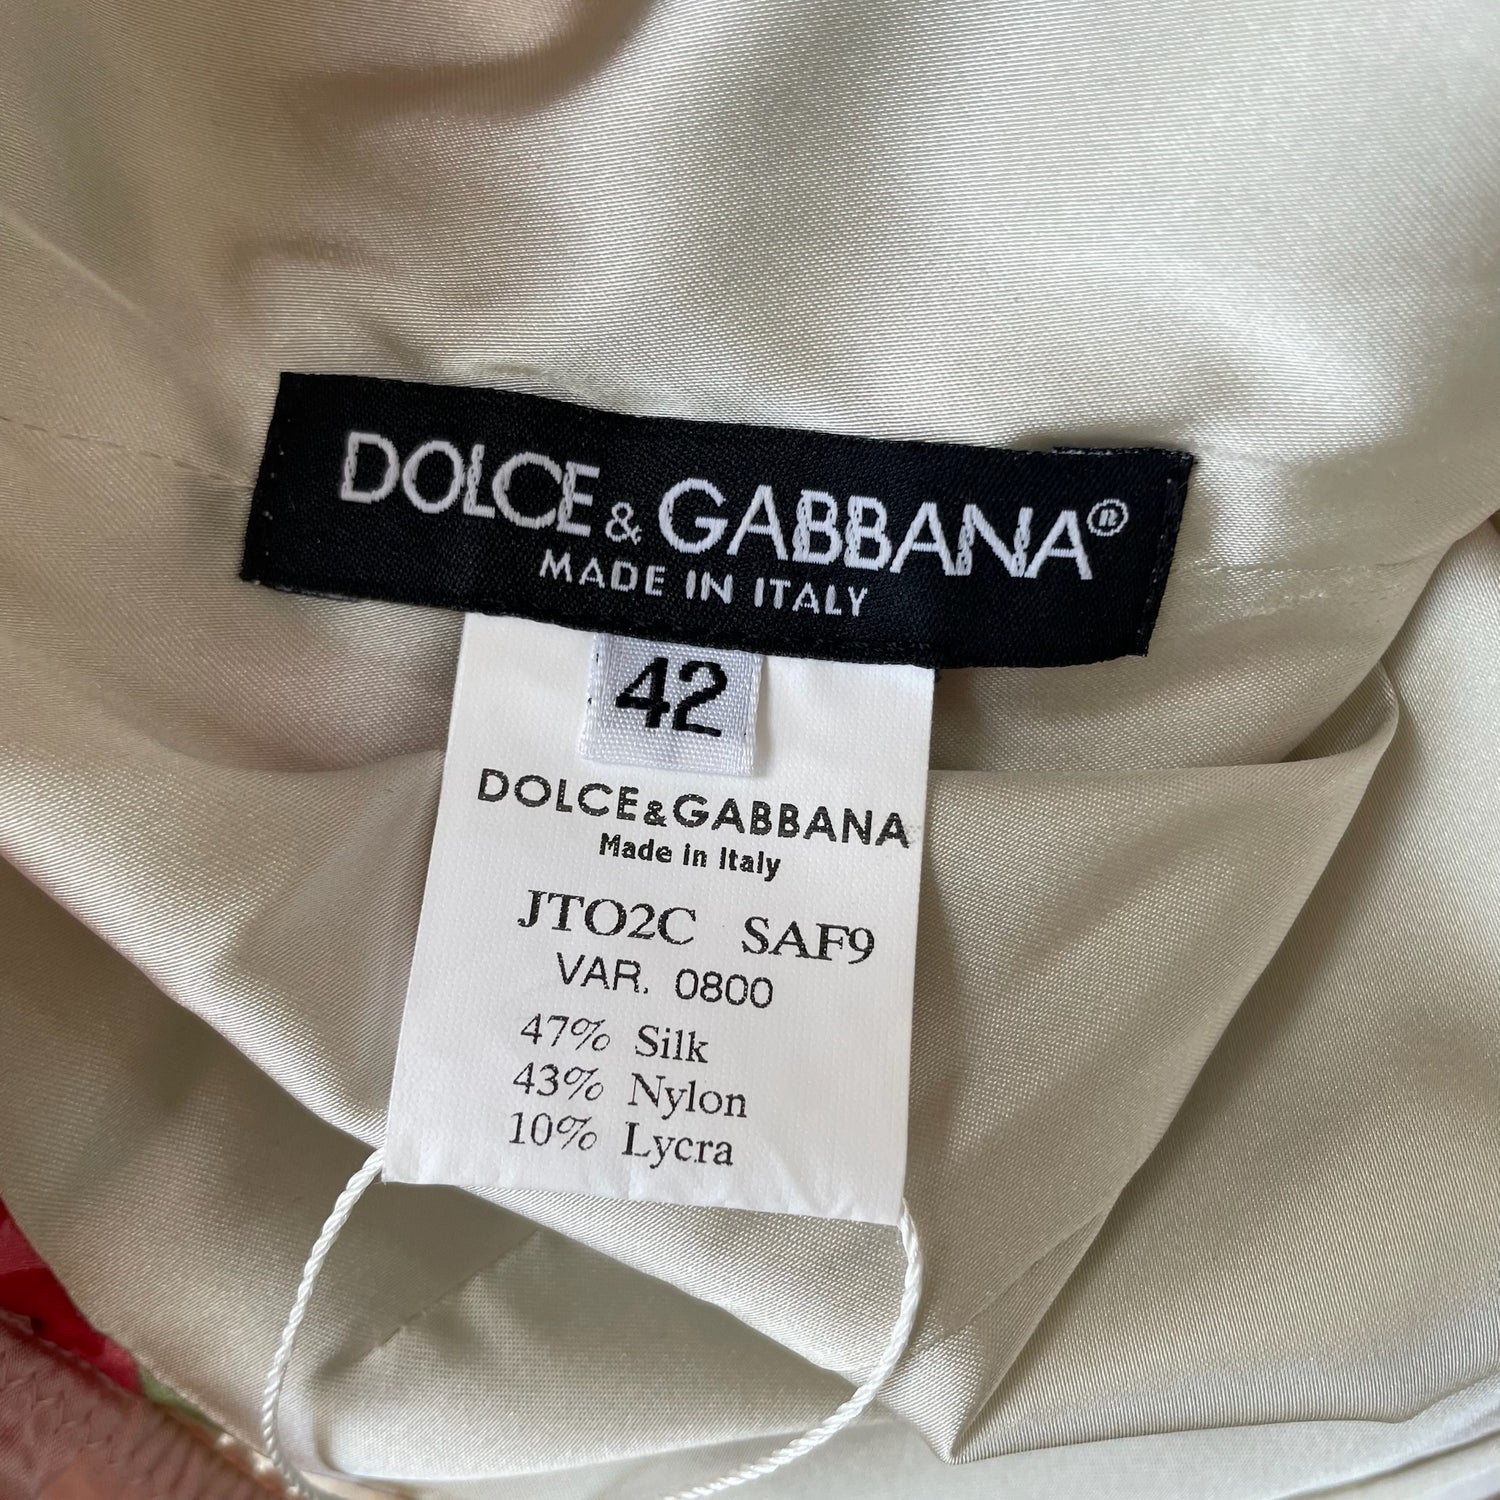 DOLCE & GABBANA®
MADE IN ITALY
42
DOLCE&GABBANA
Made in Italy
JTO2C SAF9
VAR. 0800
47% Silk
43% Nylon
10% Lycra